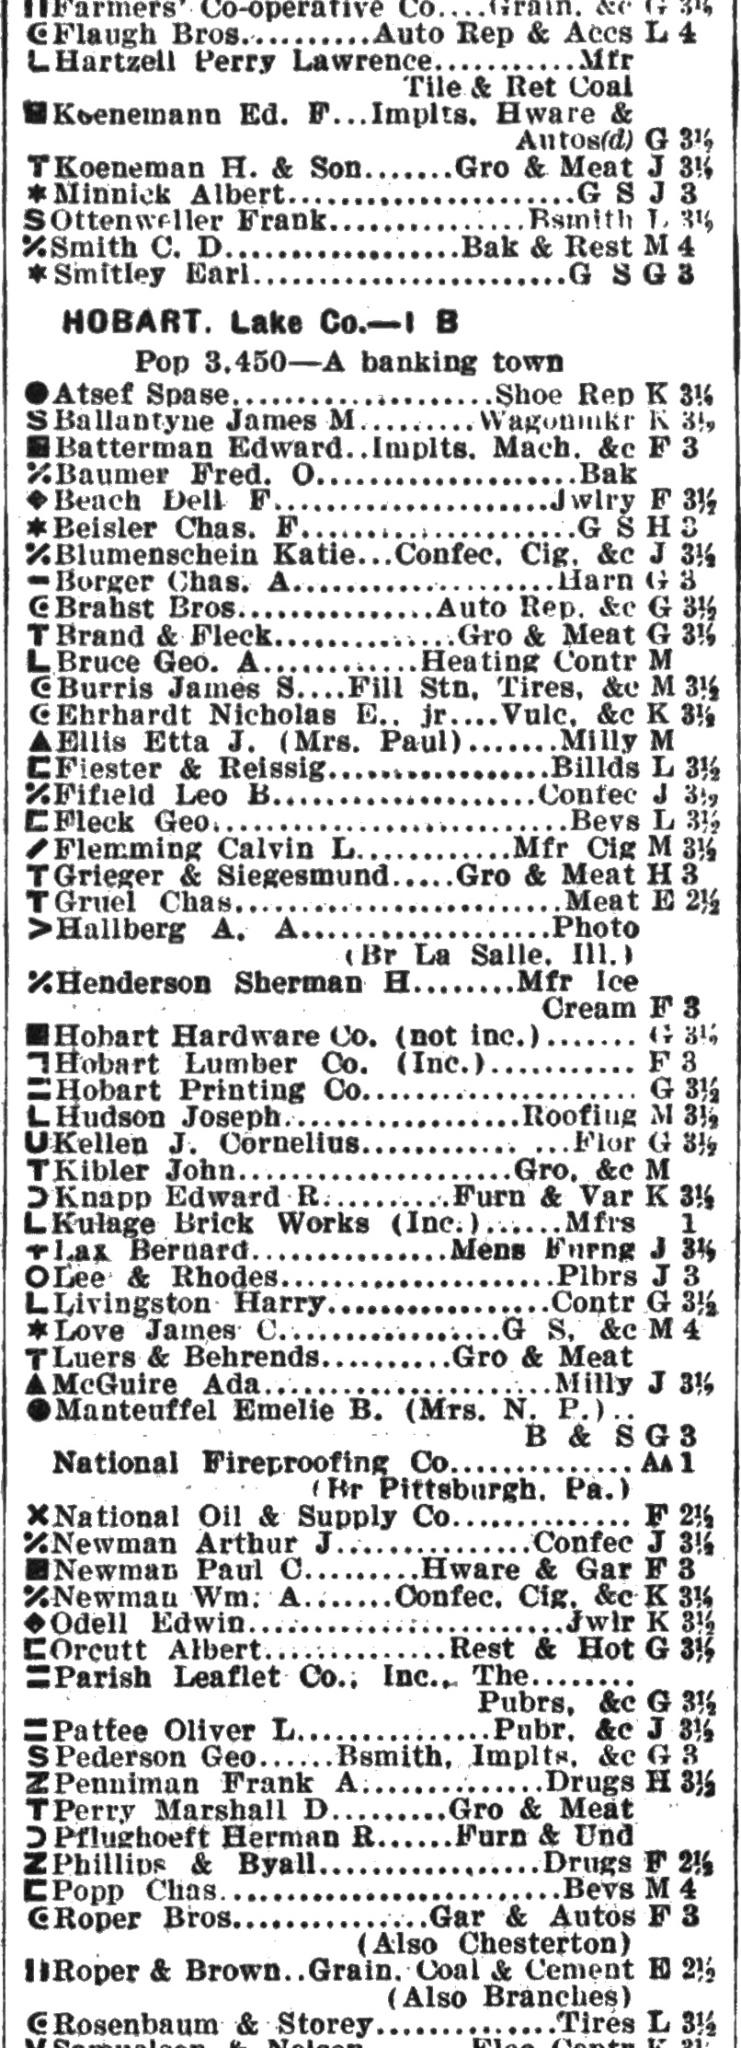 Farmers' Co-operative Co....Grain, &c G 3½
Flaugh Bros..........Auto Rep & Accs L 4
Hartzell Perry Lawrence...........Mfr
Tile & Ret Coal
Koenemann Ed. F...Implts, Hware &
Autos(d) G 3½
Koeneman H. & Son.......Gro & Meat J 3½
* Minnick Albert......................G S J 3
Ottenweller Frank...............Bsmith L 3½
Smith C. D..................Bak & Rest M 4
* Smitley Earl........................G S G 3
HOBART, Lake Co.—I B
Pop 3,450—A banking town
Atsef Spase....................Shoe Rep K 3½
Ballantyne James M.........Wagonmkr K 3½
Batterman Edward..Implts, Mach, &c F 3
Baumer Fred. O....................Bak
Beach Dell F.....................Jwlry F 3½
* Beisler Chas. F.....................G S H 3
Blumenschein Katie...Confec, Cig, &c J 3½
Borger Chas. A....................Harn G 3
Brahst Bros...............Auto Rep, &c G 3½
Brand & Fleck..............Gro & Meat G 3½
Bruce Geo. A............Heating Contr M
Burris James S....Fill Stn, Tires, &c M 3½
Ehrhardt Nicholas E., jr....Vulc, &c K 3½
Ellis Etta J. (Mrs. Paul).......Milly M
Fiester & Reissig................Billds L 3½
Fifield Leo B....................Confec J 3½
Fleck Geo.........................Bevs L 3½
Flemming Calvin L...........Mfr Cig M 3½
Grieger & Siegesmund.....Gro & Meat H 3
Gruel Chas.........................Meat E 2½
Hallberg A. A....................Photo
(Br La Salle, Ill.)
Henderson Sherman H........Mfr Ice
Cream F 3
Hobart Hardware Co. (not inc.)....... G 3½
Hobart Lumber Co. (Inc.)........... F 3
Hobart Printing Co..................... G 3½
Hudson Joseph..................Roofing M 3½
Kellen J. Cornelius............ ...Flor G 3½
Kibler John.....................Gro, &c M
Knapp Edward R..........Furn & Var K 3½
Kulage Brick Works (Inc.)......Mfrs 1
Lax Bernard...............Mens Furng J 3½
Lee & Rhodes.....................Plbrs J 3
Livingston Harry................Contr G 3½
* Love James C.................G S, &c M 4
Luers & Behrends..........Gro & Meat
McGuire Ada......................Milly J 3½
Manteuffel Emelie B. (Mrs. N. P.)..
B & S G 3
National Fireproofing Co............. AA 1
(Br Pittsburgh, Pa.)
National Oil & Supply Co............. F 2½
Newman Arthur J...............Confec J 3½
Newman Paul C.........Hware & Gar F 3
Newman Wm. A.......Confec, Cig, &c K 3½
Odell Edwin........................Jwlr K 3½
Orcutt Albert..............Rest & Hot G 3½
Parish Leaflet Co., Inc., The........
Pubrs, &c G 3½
Pattee Oliver L...............Pubr, &c J 3½
Pederson Geo......Bsmith, Implts, &c G 3
Penniman Frank A..............Drugs H 3½
Perry Marshall D.........Gro & Meat
Pflughoeft Herman R......Furn & Und
Phillips & Byall.................Drugs F 2½
Popp Chas..........................Bevs M 4
Roper Bros...............Gar & Autos F 3
(Also Chesterton)
Roper & Brown..Grain, Coal & Cement E 2½
(Also Branches)
Rosenbaum & Storey..............Tires L 3½